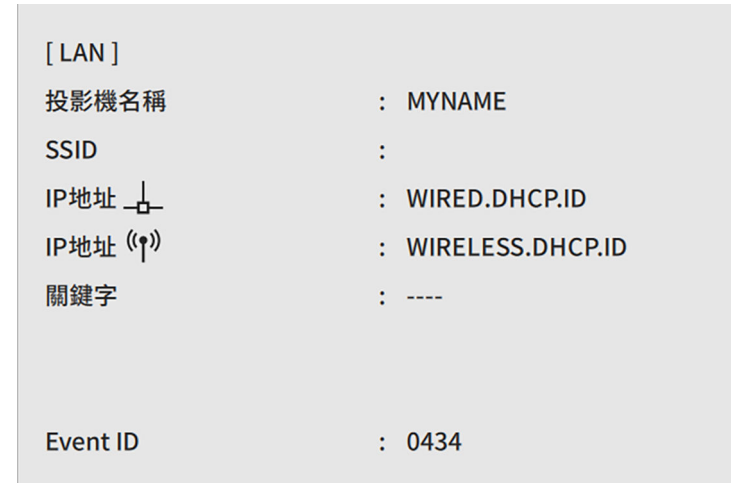 [ LAN ]
投影機名稱 : MYNAME
SSID :
IP地址 : WIRED.DHCP.ID
IP地址 : WIRELESS.DHCP.ID
關鍵字 : ----
Event ID : 0434